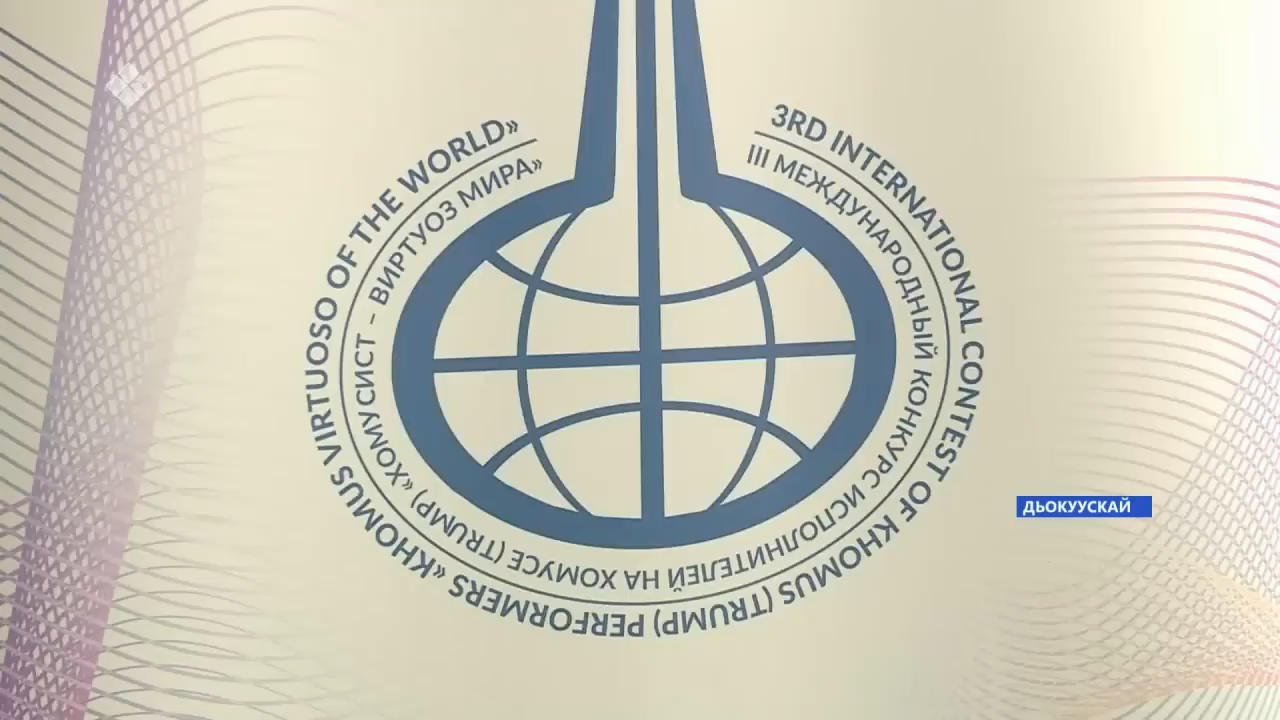 3RD INTERNATIONAL CONTEST OF KHOMUS (TRUMP) PERFORMERS «KHOMUS VIRTUOSO OF THE WORLD»
III МЕЖДУНАРОДНЫЙ КОНКУРС ИСПОЛНИТЕЛЕЙ НА ХОМУСЕ (TRUMP) «ХОМУСИСТ – ВИРТУОЗ МИРА»
ДЬОКУУСКАЙ